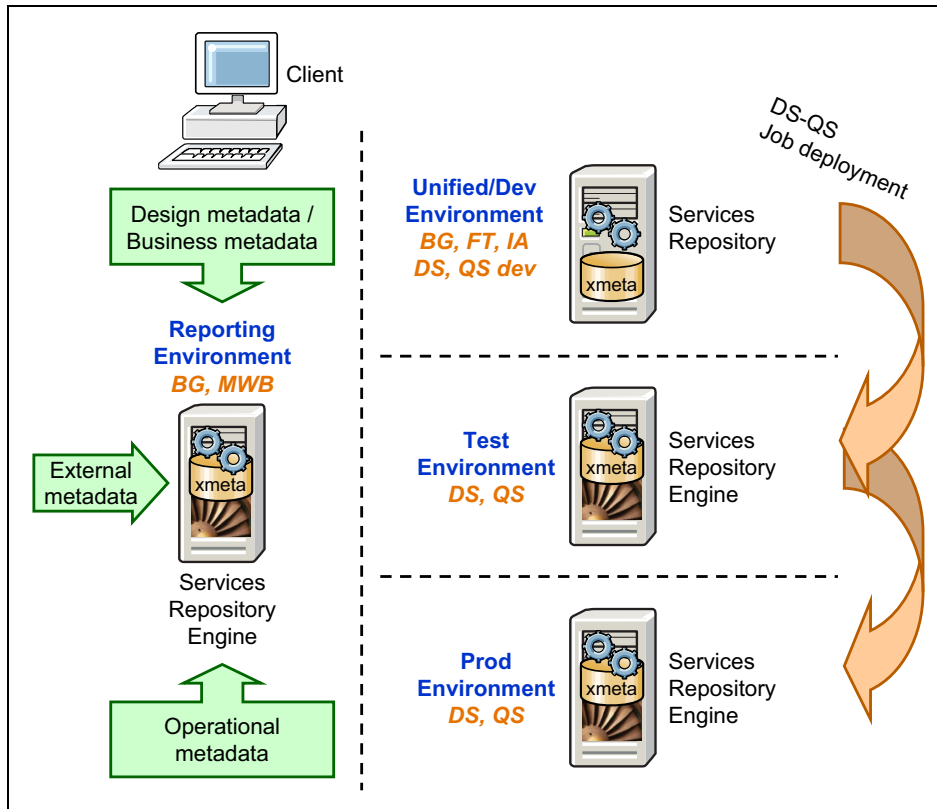 Client
Design metadata /
Business metadata
Reporting
Environment
BG, MWB
xmeta
External
metadata
Services
Repository
Engine
Operational
metadata
Unified/Dev
Environment
BG, FT, IA
DS, QS dev
xmeta
Services
Repository
Test
Environment
DS, QS
xmeta
Services
Repository
Engine
Prod
Environment
DS, QS
xmeta
Services
Repository
Engine
DS-QS
Job deployment